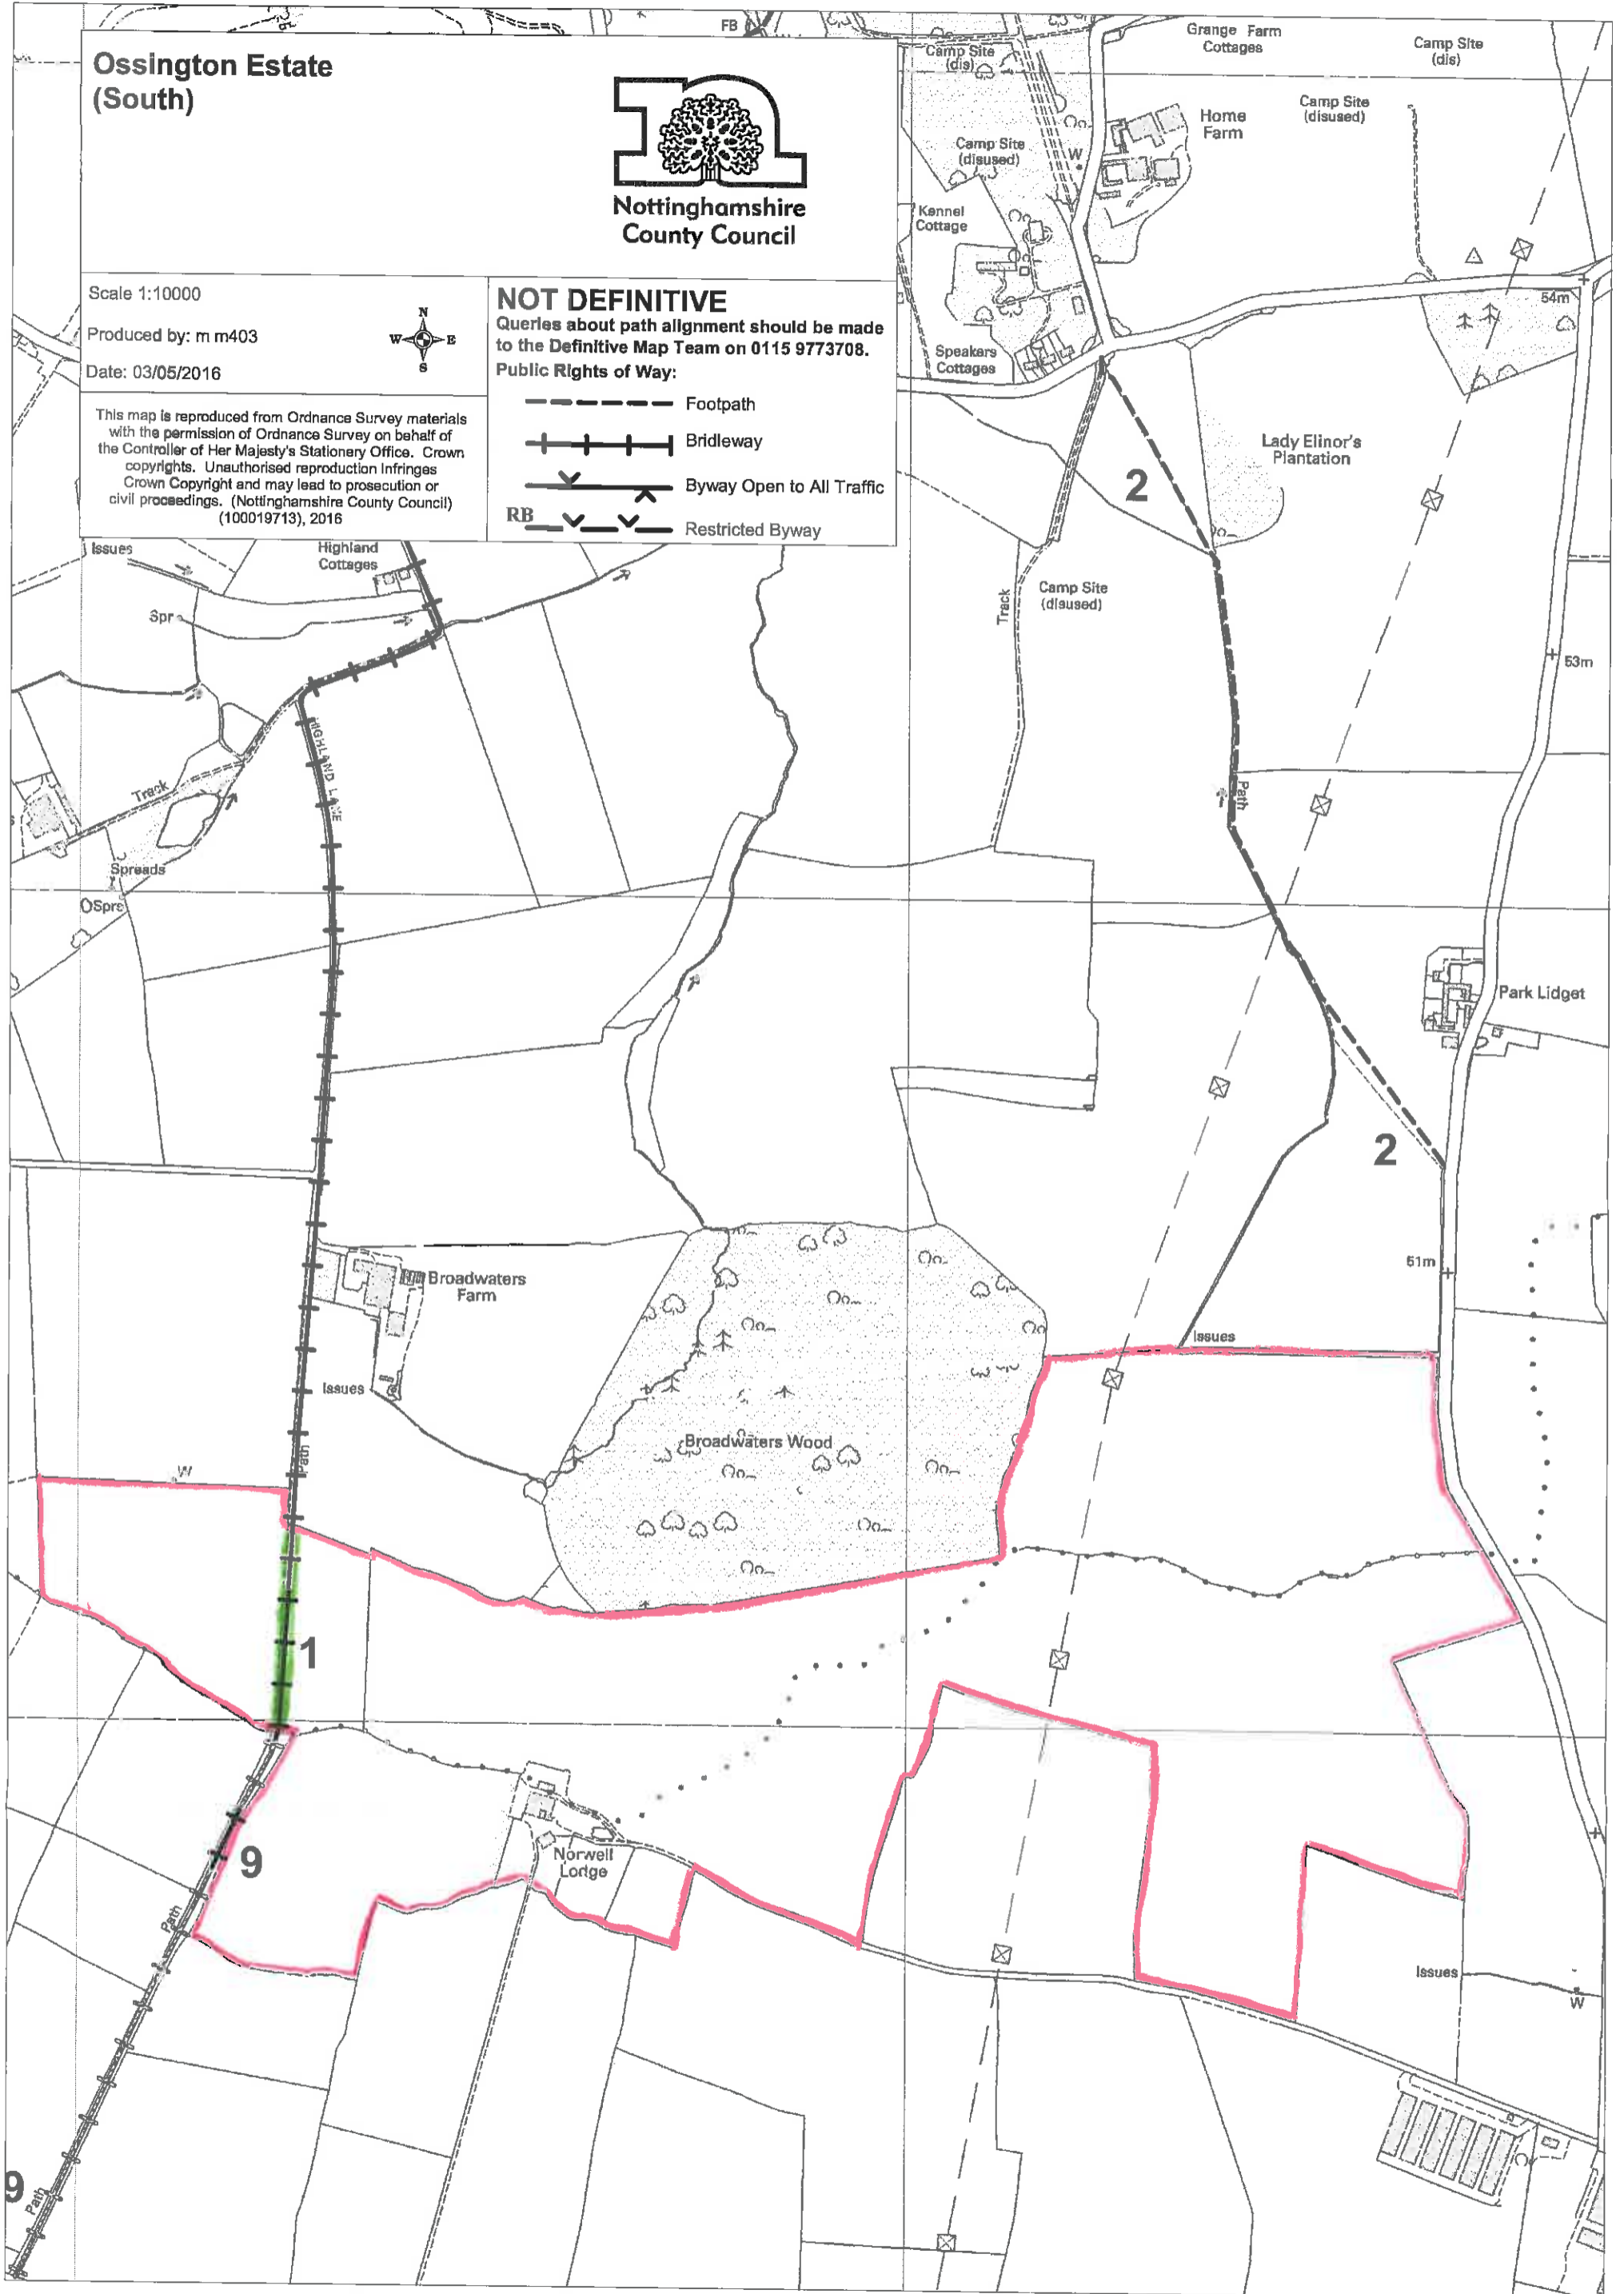 Ossington Estate
(South)
Nottinghamshire
County Council
Scale 1:10000
Produced by: m m403
Date: 03/05/2016
N
W E
S
This map is reproduced from Ordnance Survey materials
with the permission of Ordnance Survey on behalf of
the Controller of Her Majesty's Stationery Office. Crown
copyrights. Unauthorised reproduction Infringes
Crown Copyright and may lead to prosecution or
civil proceedings. (Nottinghamshire County Council)
(100019713), 2016
NOT DEFINITIVE
Queries about path alignment should be made
to the Definitive Map Team on 0115 9773708.
Public Rights of Way:
Footpath
Bridleway
Byway Open to All Traffic
RB
Restricted Byway
FB
Camp Site
(dis)
Grange Farm
Cottages
Camp Site
(dis)
Camp Site
(disused)
Home
Farm
Camp Site
(disused)
W
Kennel
Cottage
54m
Speakers
Cottages
Lady Elinor's
Plantation
2
Issues
Highland
Cottages
Spr
Track
Camp Site
(disused)
53m
HIGHLAND LANE
Track
Path
Spreads
Spre
Park Lidget
2
51m
Broadwaters
Farm
Issues
Issues
Path
Broadwaters Wood
W
1
9
Norwell
Lodge
Path
Issues
W
9
Path